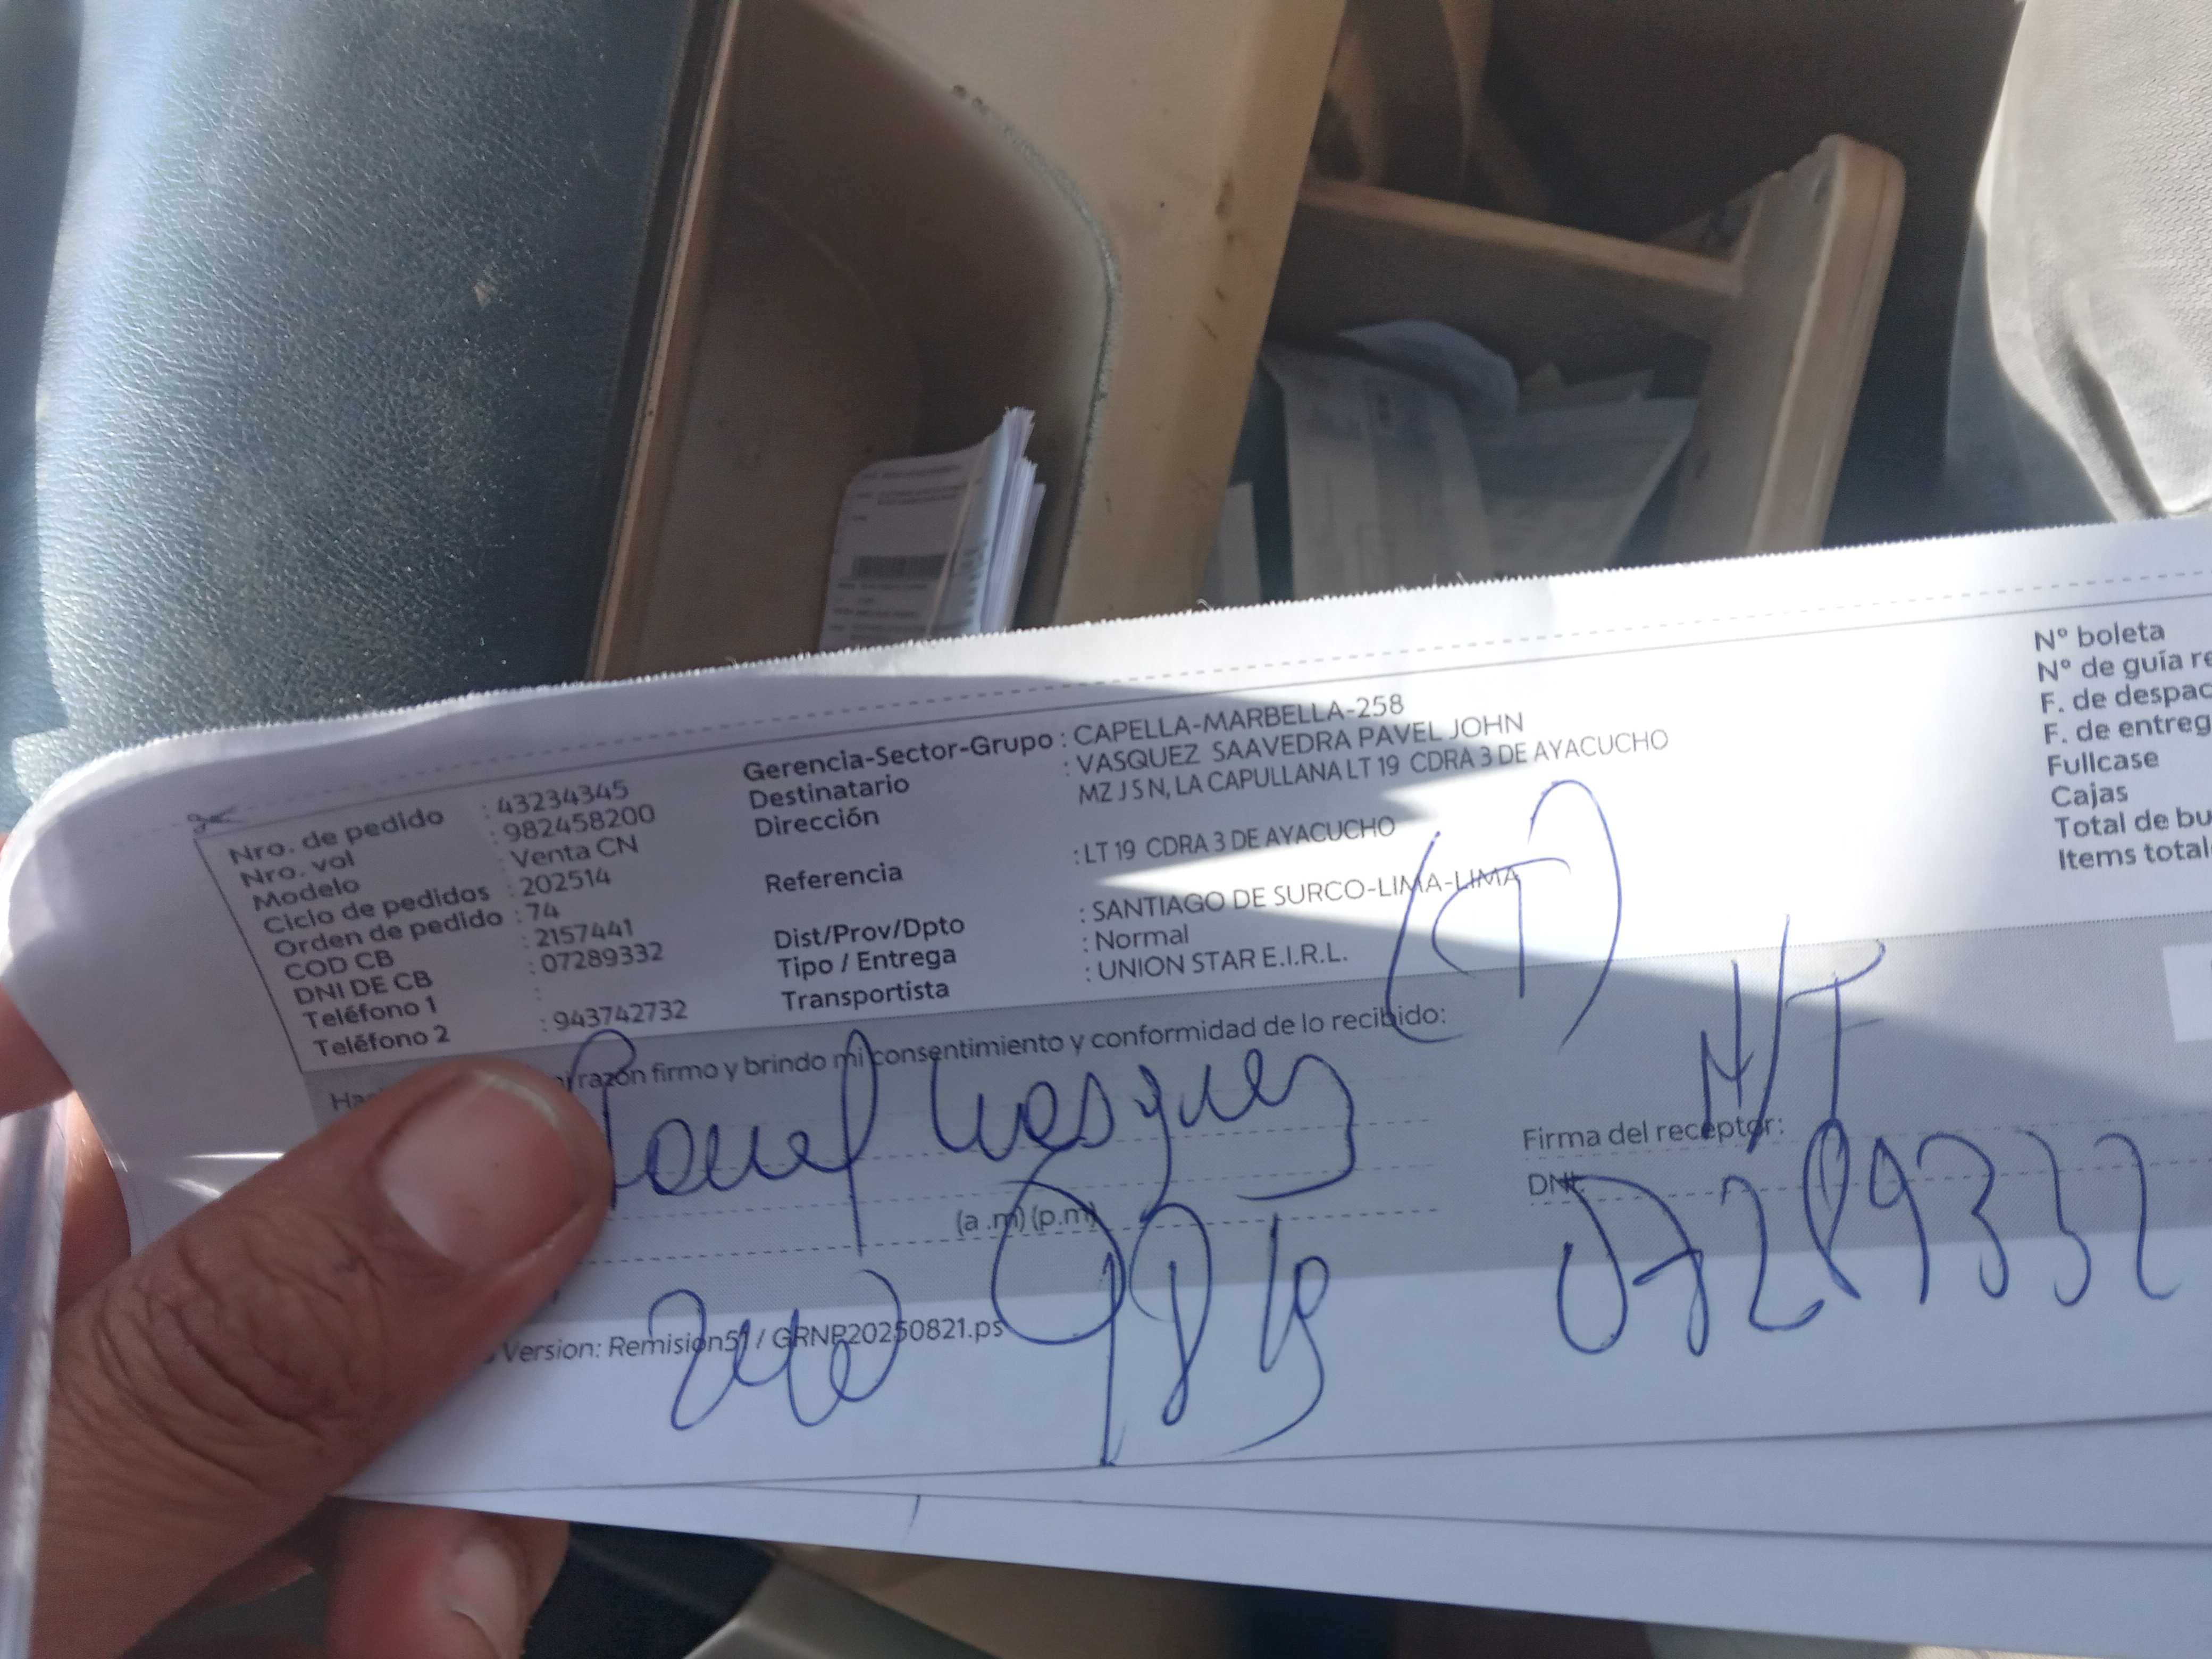 Nro. de pedido : 43234345
Nro. vol : 982458200
Modelo Venta CN
Ciclo de pedidos : 202514
Orden de pedido : 74
COD CB : 2157441
DNI DE CB : 07289332
Teléfono 1 :
Teléfono 2 : 943742732
Gerencia-Sector-Grupo : CAPELLA-MARBELLA-258
Destinatario : VASQUEZ SAAVEDRA PAVEL JOHN
Dirección MZ J S N, LA CAPULLANA LT 19 CDRA 3 DE AYACUCHO
Referencia : LT 19 CDRA 3 DE AYACUCHO
Dist/Prov/Dpto : SANTIAGO DE SURCO-LIMA-LIMA
Tipo / Entrega : Normal
Transportista : UNION STAR E.I.R.L.
N° boleta
N° de guía re
F. de despac
F. de entreg
Fullcase
Cajas
Total de bu
Items total
(T)
N/T
razón firmo y brindo mi consentimiento y conformidad de lo recibido:
Pavel Vasquez
Firma del receptor:
DNI: 07289332
(a.m) (p.m)
Version: Remision51 / GRNP20250821.ps